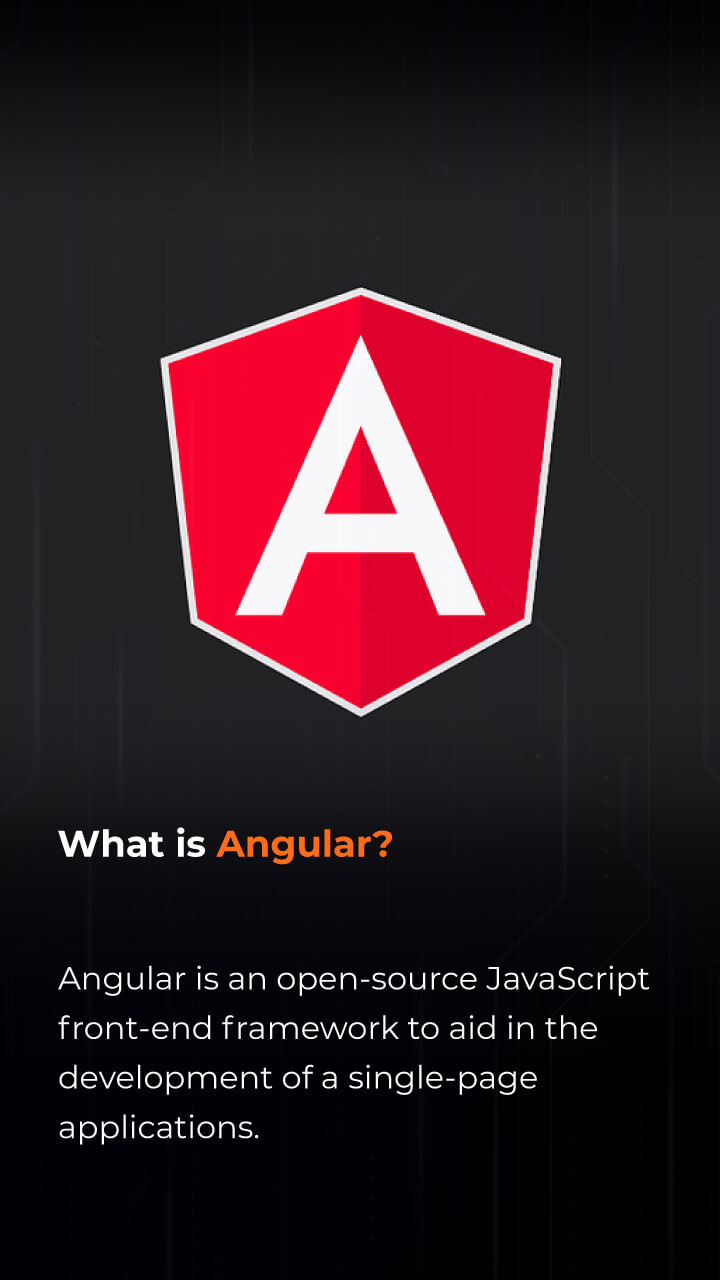 A
What is Angular?
Angular is an open-source JavaScript
front-end framework to aid in the
development of a single-page
applications.